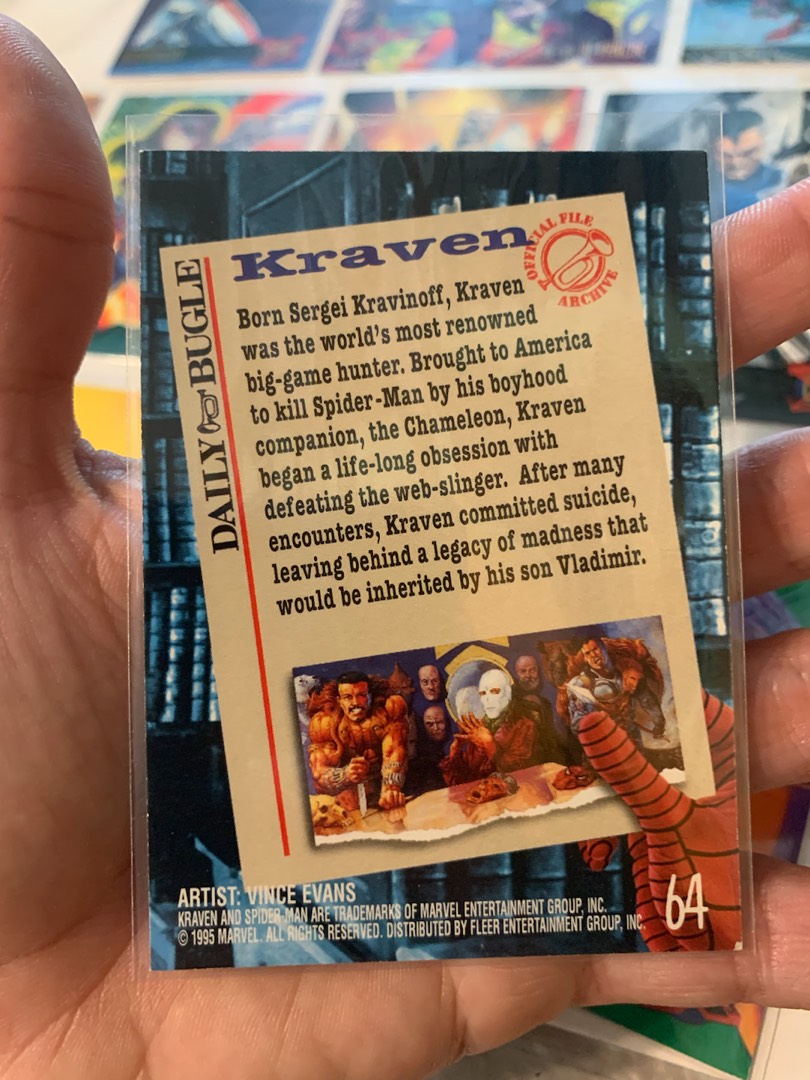 Kraven
OFFICIAL FILE
ARCHIVE
DAILY BUGLE
Born Sergei Kravinoff, Kraven
was the world's most renowned
big-game hunter. Brought to America
to kill Spider-Man by his boyhood
companion, the Chameleon, Kraven
began a life-long obsession with
defeating the web-slinger. After many
encounters, Kraven committed suicide,
leaving behind a legacy of madness that
would be inherited by his son Vladimir.
ARTIST: VINCE EVANS
KRAVEN AND SPIDER-MAN ARE TRADEMARKS OF MARVEL ENTERTAINMENT GROUP, INC.
© 1995 MARVEL. ALL RIGHTS RESERVED. DISTRIBUTED BY FLEER ENTERTAINMENT GROUP, INC.
64